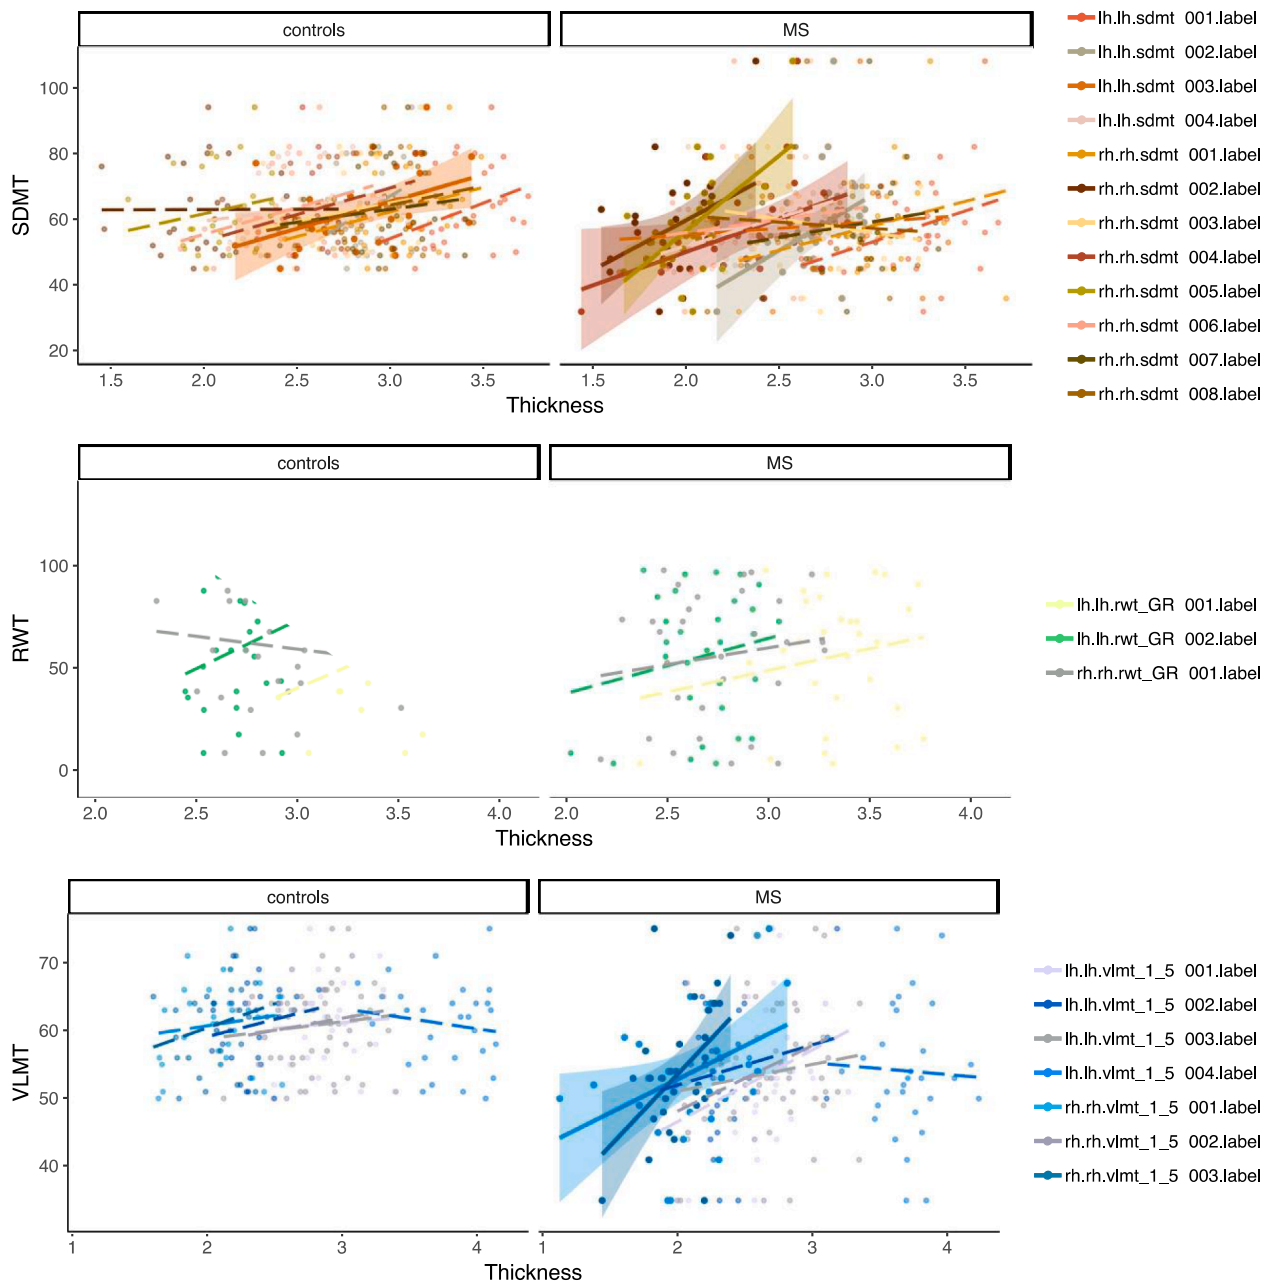 controls
MS
SDMT
100
80
60
40
20
1.5
2.0
2.5
3.0
3.5
1.5
2.0
2.5
3.0
3.5
Thickness
lh.lh.sdmt 001.label
lh.lh.sdmt 002.label
lh.lh.sdmt 003.label
lh.lh.sdmt 004.label
rh.rh.sdmt 001.label
rh.rh.sdmt 002.label
rh.rh.sdmt 003.label
rh.rh.sdmt 004.label
rh.rh.sdmt 005.label
rh.rh.sdmt 006.label
rh.rh.sdmt 007.label
rh.rh.sdmt 008.label
controls
MS
RWT
100
50
0
2.0
2.5
3.0
3.5
4.0
2.0
2.5
3.0
3.5
4.0
Thickness
lh.lh.rwt_GR 001.label
lh.lh.rwt_GR 002.label
rh.rh.rwt_GR 001.label
controls
MS
VLMT
70
60
50
40
1
2
3
4
1
2
3
4
Thickness
lh.lh.vlmt_1_5 001.label
lh.lh.vlmt_1_5 002.label
lh.lh.vlmt_1_5 003.label
lh.lh.vlmt_1_5 004.label
rh.rh.vlmt_1_5 001.label
rh.rh.vlmt_1_5 002.label
rh.rh.vlmt_1_5 003.label